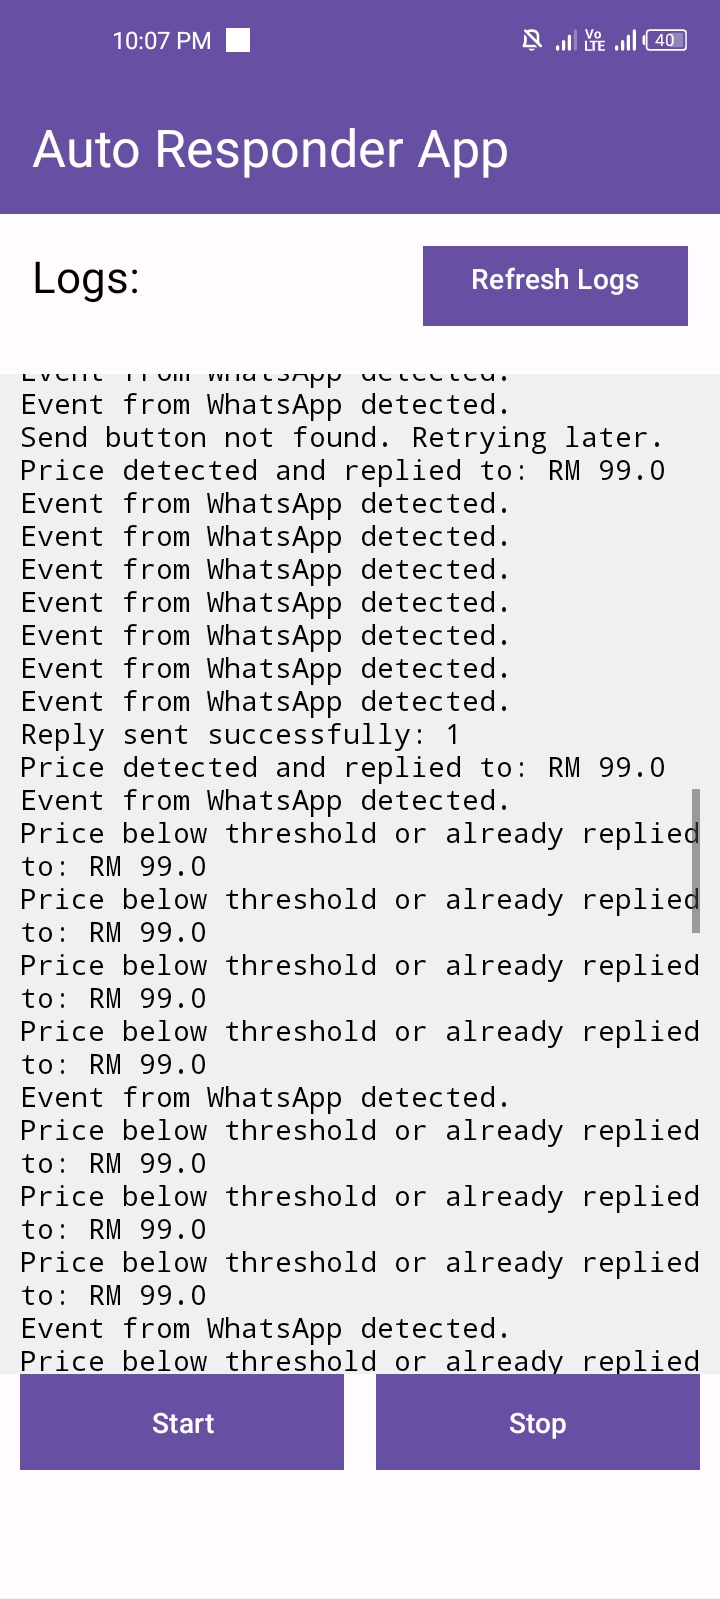 10:07 PM
Vo
LTE
40
Auto Responder App
Logs:
Refresh Logs
Event from WhatsApp detected.
Event from WhatsApp detected.
Send button not found. Retrying later.
Price detected and replied to: RM 99.0
Event from WhatsApp detected.
Event from WhatsApp detected.
Event from WhatsApp detected.
Event from WhatsApp detected.
Event from WhatsApp detected.
Event from WhatsApp detected.
Event from WhatsApp detected.
Reply sent successfully: 1
Price detected and replied to: RM 99.0
Event from WhatsApp detected.
Price below threshold or already replied
to: RM 99.0
Price below threshold or already replied
to: RM 99.0
Price below threshold or already replied
to: RM 99.0
Price below threshold or already replied
to: RM 99.0
Event from WhatsApp detected.
Price below threshold or already replied
to: RM 99.0
Price below threshold or already replied
to: RM 99.0
Price below threshold or already replied
to: RM 99.0
Event from WhatsApp detected.
Price below threshold or already replied
Start
Stop